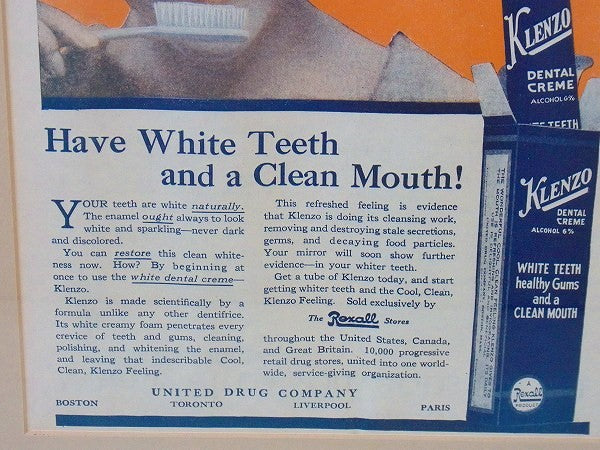 KLENZO
DENTAL
CREME
ALCOHOL 6%
TEETH
Have White Teeth
and a Clean Mouth!
YOUR teeth are white naturally.
The enamel ought always to look
white and sparkling—never dark
and discolored.
You can restore this clean white-
ness now. How? By beginning at
once to use the white dental creme—
Klenzo.
Klenzo is made scientifically by a
formula unlike any other dentifrice.
Its white creamy foam penetrates every
crevice of teeth and gums, cleaning,
polishing, and whitening the enamel,
and leaving that indescribable Cool,
Clean, Klenzo Feeling.
This refreshed feeling is evidence
that Klenzo is doing its cleansing work,
removing and destroying stale secretions,
germs, and decaying food particles.
Your mirror will soon show further
evidence—in your whiter teeth.
Get a tube of Klenzo today, and start
getting whiter teeth and the Cool, Clean,
Klenzo Feeling. Sold exclusively by
The Rexall Stores
throughout the United States, Canada,
and Great Britain. 10,000 progressive
retail drug stores, united into one world-
wide, service-giving organization.
UNITED DRUG COMPANY
BOSTON TORONTO LIVERPOOL PARIS
KLENZO
DENTAL
CREME
ALCOHOL 6%
WHITE TEETH
healthy Gums
and a
CLEAN MOUTH
A
Rexall
PRODUCT